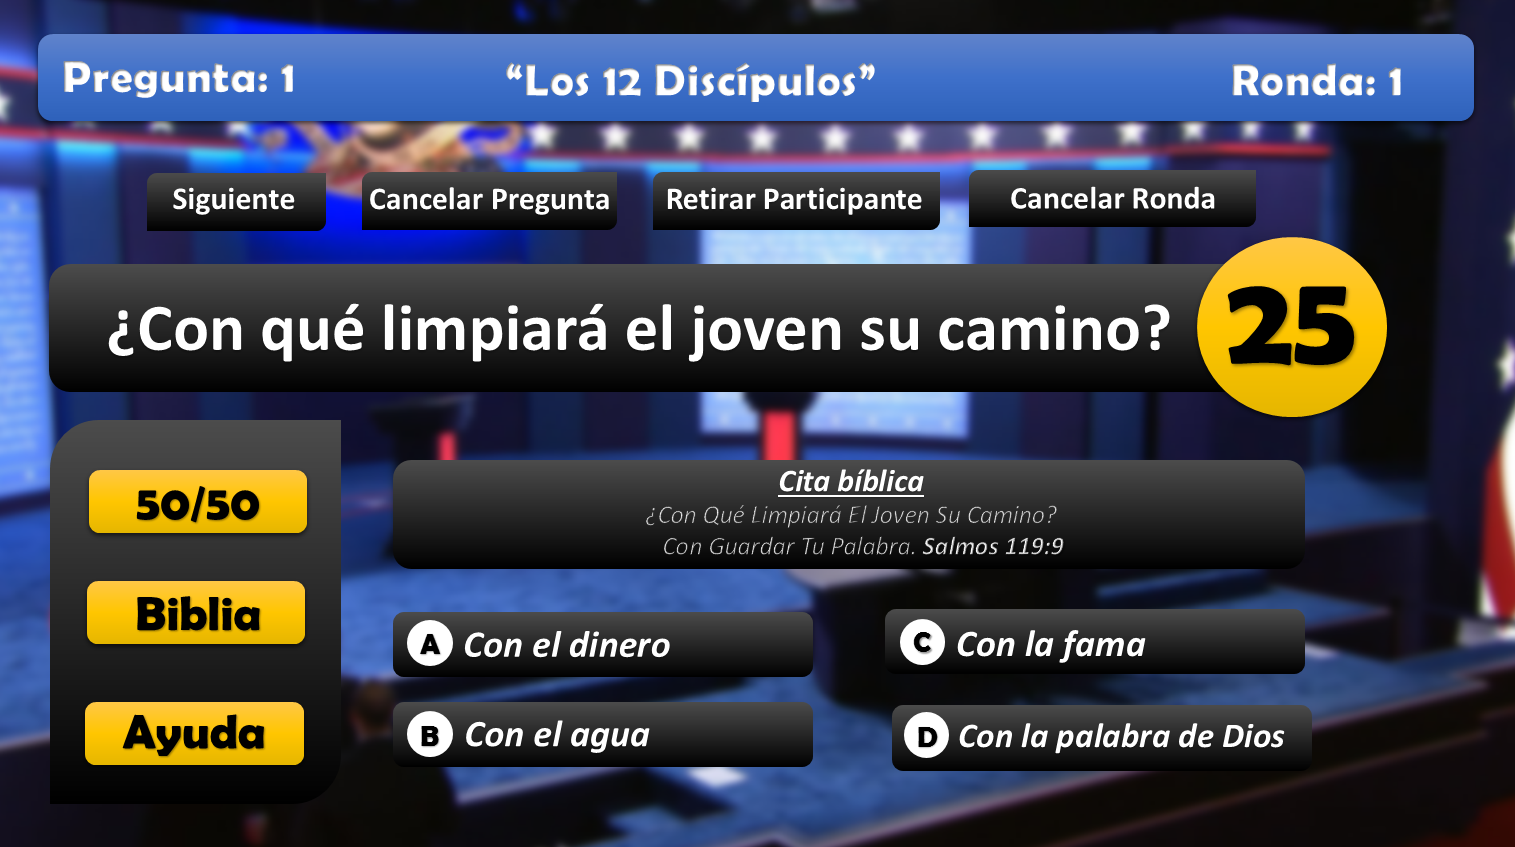 Pregunta: 1 “Los 12 Discípulos” Ronda: 1
Siguiente Cancelar Pregunta Retirar Participante Cancelar Ronda
¿Con qué limpiará el joven su camino? 25
50/50
Biblia
Ayuda
Cita bíblica
¿Con Qué Limpiará El Joven Su Camino?
Con Guardar Tu Palabra. Salmos 119:9
A Con el dinero
B Con el agua
C Con la fama
D Con la palabra de Dios